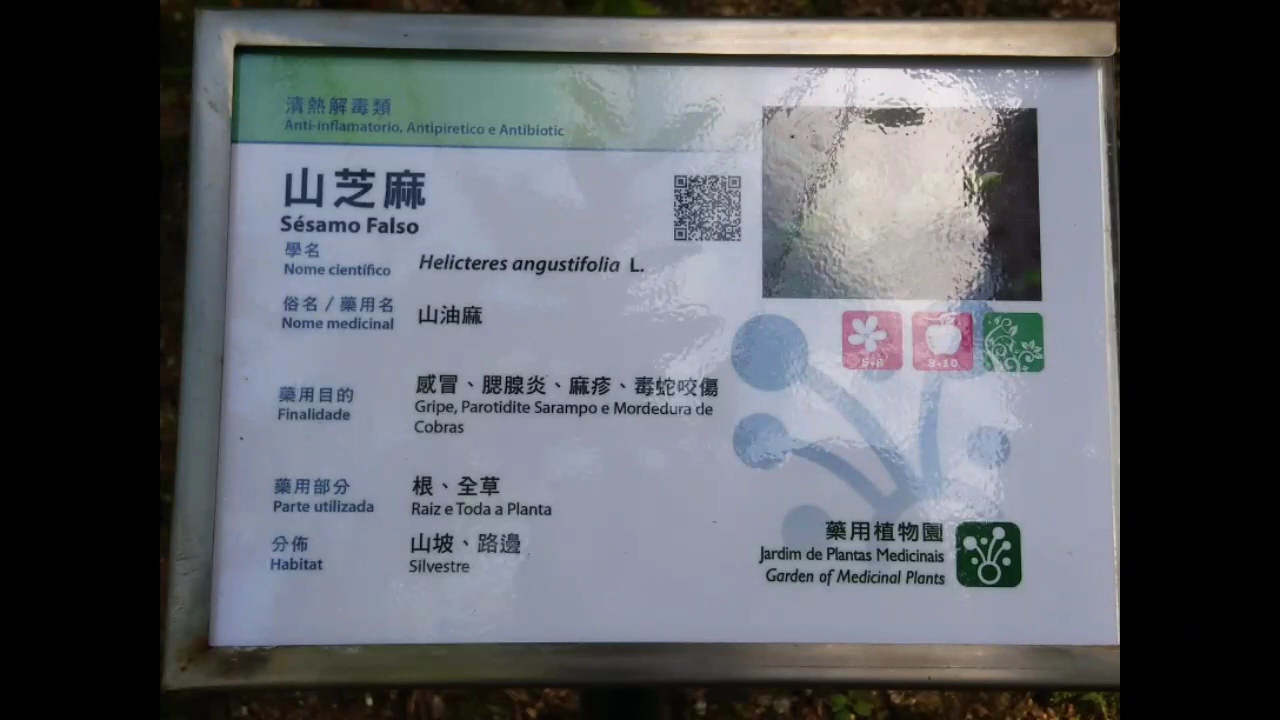 清熱解毒類
Anti-inflamatorio, Antipiretico e Antibiotic
山芝麻
Sésamo Falso
學名
Nome científico
Helicteres angustifolia L.
俗名 / 藥用名
Nome medicinal
山油麻
藥用目的
Finalidade
感冒、腮腺炎、麻疹、毒蛇咬傷
Gripe, Parotidite Sarampo e Mordedura de
Cobras
藥用部分
Parte utilizada
根、全草
Raiz e Toda a Planta
分佈
Habitat
山坡、路邊
Silvestre
5-8
8-10
藥用植物園
Jardim de Plantas Medicinais
Garden of Medicinal Plants